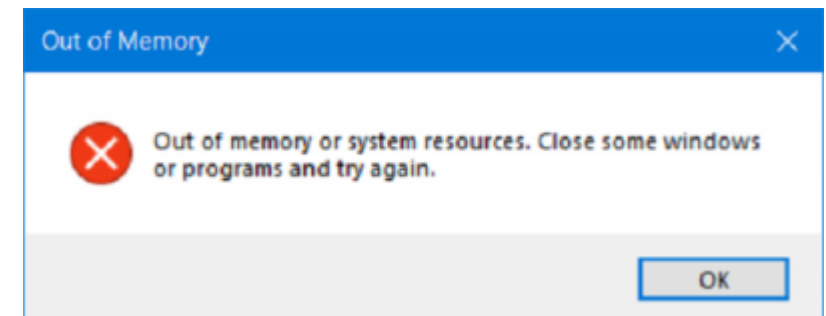 Out of Memory
Out of memory or system resources. Close some windows
or programs and try again.
OK